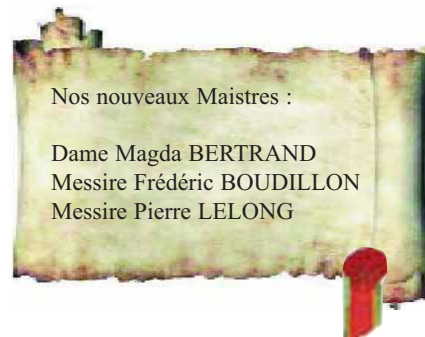 Nos nouveaux Maistres :
Dame Magda BERTRAND
Messire Frédéric BOUDILLON
Messire Pierre LELONG